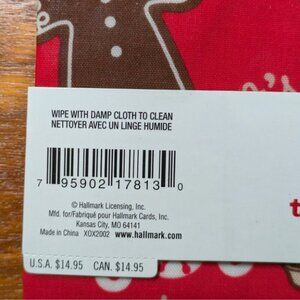 WIPE WITH DAMP CLOTH TO CLEAN
NETTOYER AVEC UN LINGE HUMIDE
7 95902 17813 0
© Hallmark Licensing, Inc.
Mfd. for/Fabriqué pour Hallmark Cards, Inc.
Kansas City, MO 64141
Made in China XOX2002 www.hallmark.com
U.S.A. $14.95 CAN. $14.95